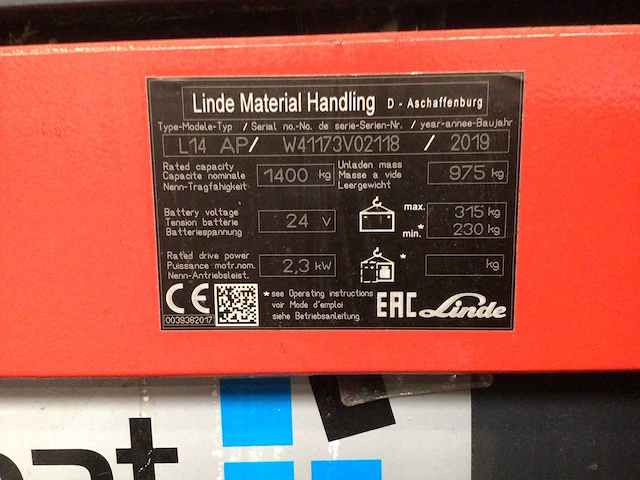 Linde Material Handling D - Aschaffenburg
Type-Modele-Typ / Serial no.-No. de serie-Serien-Nr. / year-annee-Baujahr
L14 AP / W41173V02118 / 2019
Rated capacity
Capacite nominale 1400 kg
Nenn-Tragfähigkeit
Unladen mass
Masse a vide 975 kg
Leergewicht
Battery voltage
Tension batterie 24 V
Batteriespannung
max. 315 kg
min.* 230 kg
Rated drive power
Puissance motr.nom. 2,3 kW
Nenn-Antriebsleist.
* kg
CE
0039382017
* see Operating instructions
voir Mode d'emploi
siehe Betriebsanleitung
EAC Linde